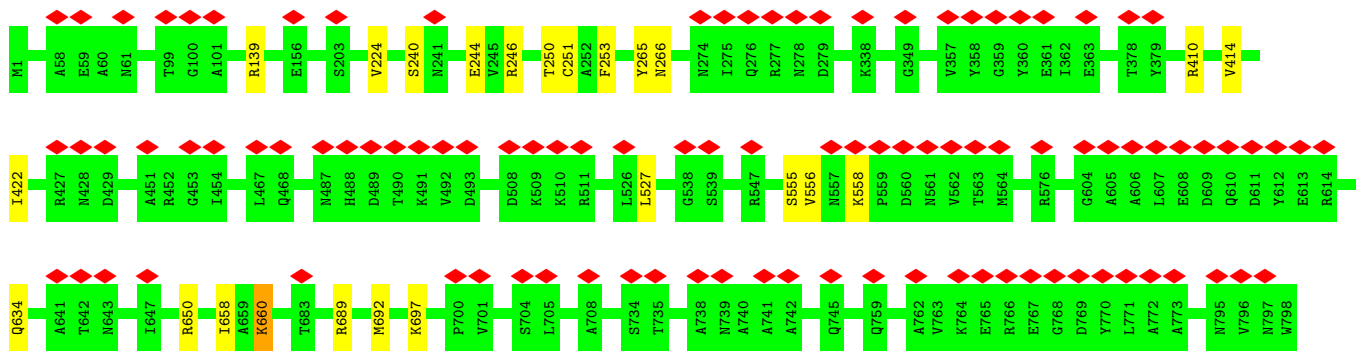 M1 A58 E59 A60 N61 T99 G100 A101 R139 E156 S203 V224 S240 N241 E244 V245 R246 T250 C251 A252 F253 Y265 N266 N274 I275 Q276 R277 N278 D279 K338 G349 V357 Y358 G359 Y360 E361 I362 E363 T378 Y379 R410 V414
I422 R427 N428 D429 A451 R452 G453 I454 L467 Q468 N487 H488 D489 T490 K491 V492 D493 D508 K509 K510 R511 L526 L527 G538 S539 R547 S555 V556 N557 K558 P559 D560 N561 V562 T563 M564 R576 G604 A605 A606 L607 E608 D609 Q610 D611 Y612 E613 R614
Q634 A641 T642 N643 I647 R650 I658 A659 K660 T683 R689 M692 K697 P700 V701 S704 L705 A708 S734 T735 A738 N739 A740 A741 A742 Q745 Q759 A762 V763 K764 E765 R766 E767 G768 D769 Y770 L771 A772 A773 N795 V796 N797 W798